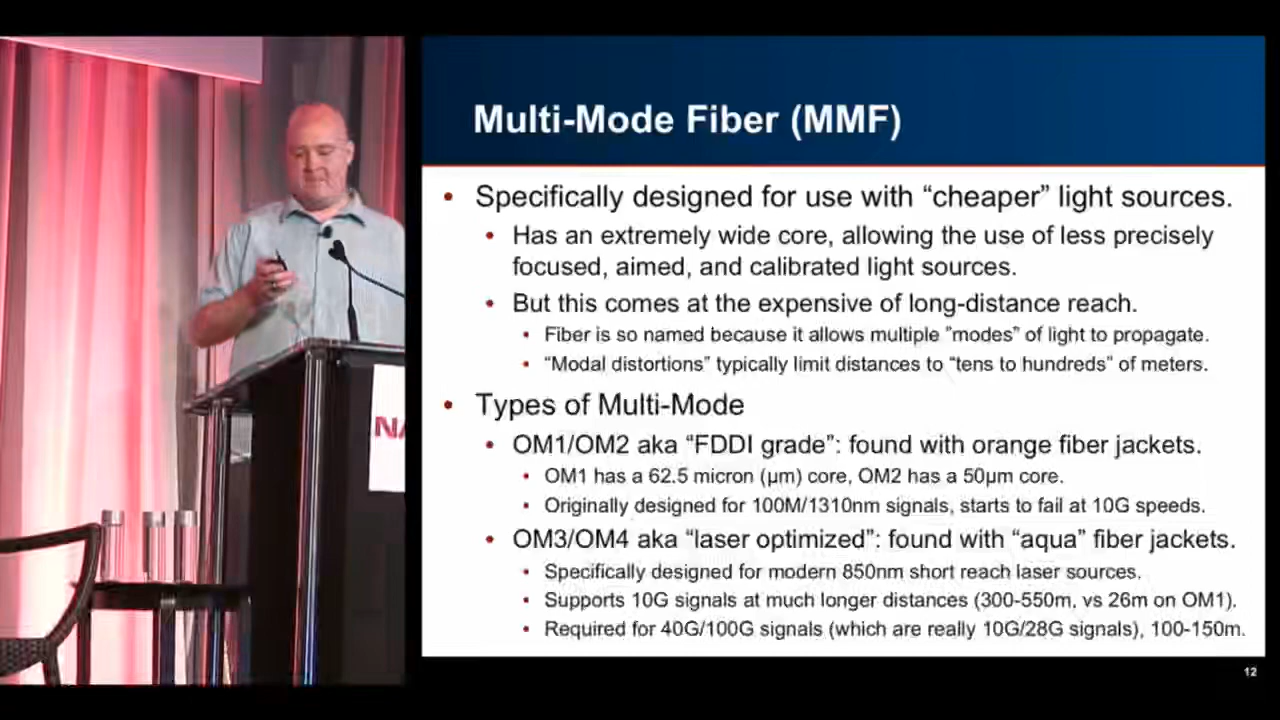 Multi-Mode Fiber (MMF)
• Specifically designed for use with “cheaper” light sources.
• Has an extremely wide core, allowing the use of less precisely
focused, aimed, and calibrated light sources.
• But this comes at the expensive of long-distance reach.
• Fiber is so named because it allows multiple ”modes” of light to propagate.
• “Modal distortions” typically limit distances to “tens to hundreds” of meters.
• Types of Multi-Mode
• OM1/OM2 aka “FDDI grade”: found with orange fiber jackets.
• OM1 has a 62.5 micron (µm) core, OM2 has a 50µm core.
• Originally designed for 100M/1310nm signals, starts to fail at 10G speeds.
• OM3/OM4 aka “laser optimized”: found with “aqua” fiber jackets.
• Specifically designed for modern 850nm short reach laser sources.
• Supports 10G signals at much longer distances (300-550m, vs 26m on OM1).
• Required for 40G/100G signals (which are really 10G/28G signals), 100-150m.
12